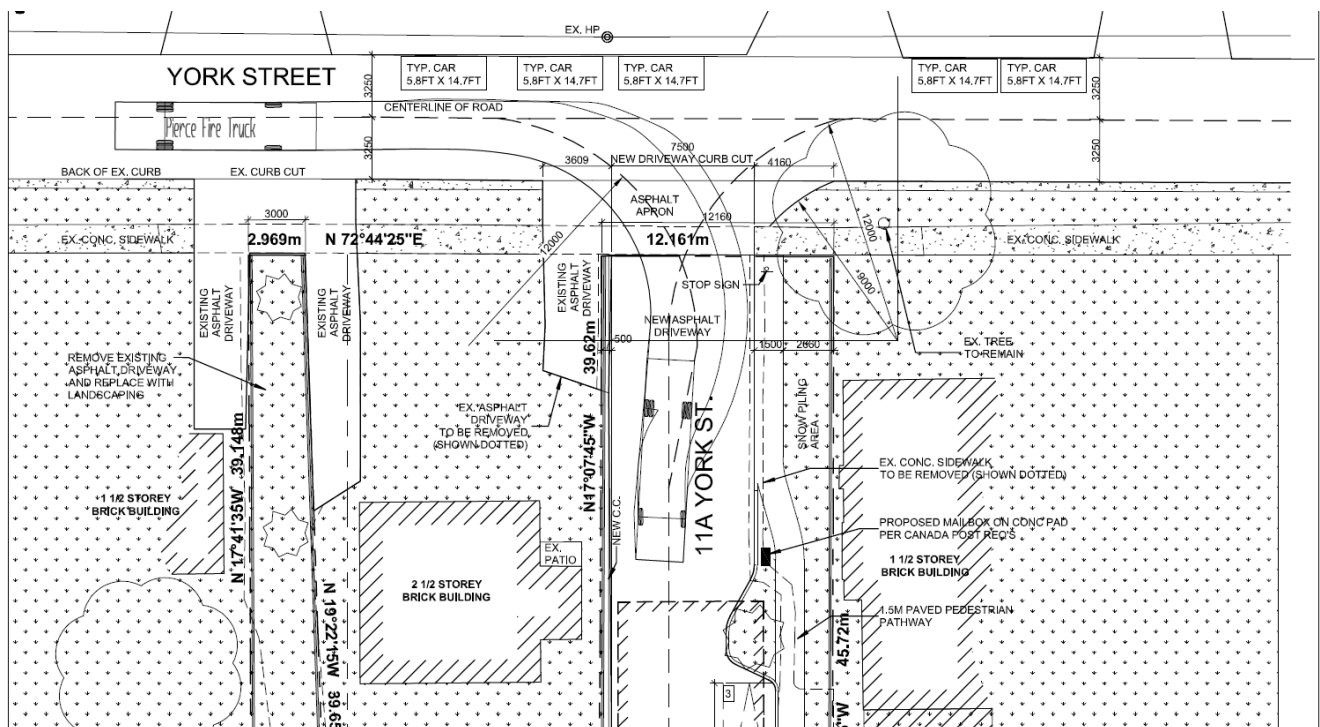 EX. HP
YORK STREET
TYP. CAR
5.8FT X 14.7FT
TYP. CAR
5.8FT X 14.7FT
TYP. CAR
5.8FT X 14.7FT
TYP. CAR
5.8FT X 14.7FT
TYP. CAR
5.8FT X 14.7FT
3250
3250
CENTERLINE OF ROAD
Pierce Fire Truck
3250
3250
7500
3609
NEW DRIVEWAY CURB CUT
4160
BACK OF EX. CURB
EX. CURB CUT
ASPHALT
APRON
3000
12160
12000
12000
9000
EX. CONC. SIDEWALK
2.969m
N 72°44'25"E
12.161m
EX. CONC. SIDEWALK
EXISTING
ASPHALT
DRIVEWAY
EXISTING
ASPHALT
DRIVEWAY
EXISTING
ASPHALT
DRIVEWAY
STOP SIGN
NEW ASPHALT
DRIVEWAY
500
1500
2660
EX. TREE
TO REMAIN
REMOVE EXISTING
ASPHALT DRIVEWAY
AND REPLACE WITH
LANDSCAPING
39.62m
N17°07'45"W
EX. ASPHALT
DRIVEWAY
TO BE REMOVED
(SHOWN DOTTED)
11A YORK ST.
SNOW PILING
AREA
EX. CONC. SIDEWALK
TO BE REMOVED (SHOWN DOTTED)
N 17°41'35W 39.148m
1 1/2 STOREY
BRICK BUILDING
NEW C.C.
PROPOSED MAILBOX ON CONC PAD
PER CANADA POST REQ'S
EX.
PATIO
1 1/2 STOREY
BRICK BUILDING
2 1/2 STOREY
BRICK BUILDING
1.5M PAVED PEDESTRIAN
PATHWAY
N 19°22'15W
45.72m
3